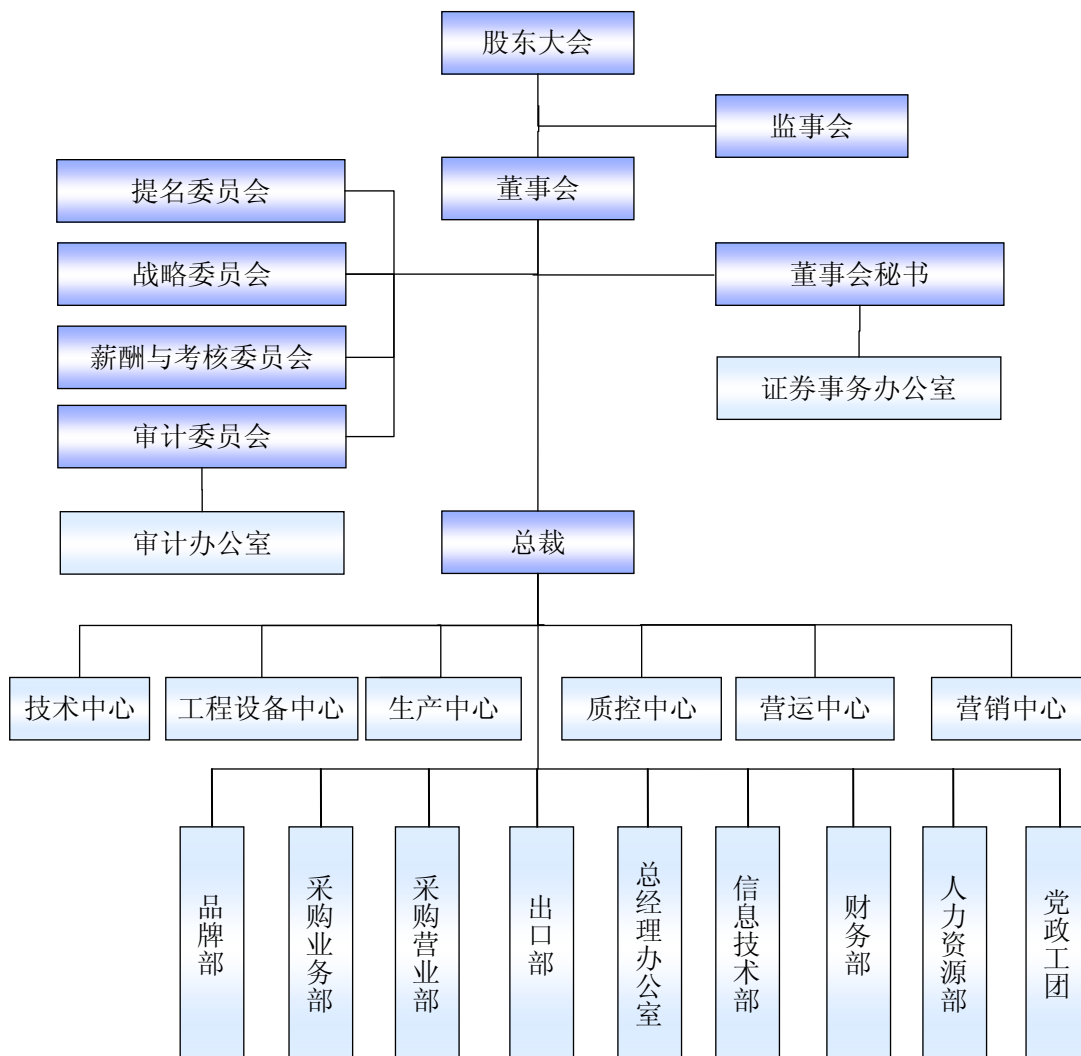 股东大会
监事会
董事会
提名委员会
战略委员会
董事会秘书
薪酬与考核委员会
证券事务办公室
审计委员会
审计办公室
总裁
技术中心
工程设备中心
生产中心
质控中心
营运中心
营销中心
品牌部
采购业务部
采购营业部
出口部
总经理办公室
信息技术部
财务部
人力资源部
党政工团